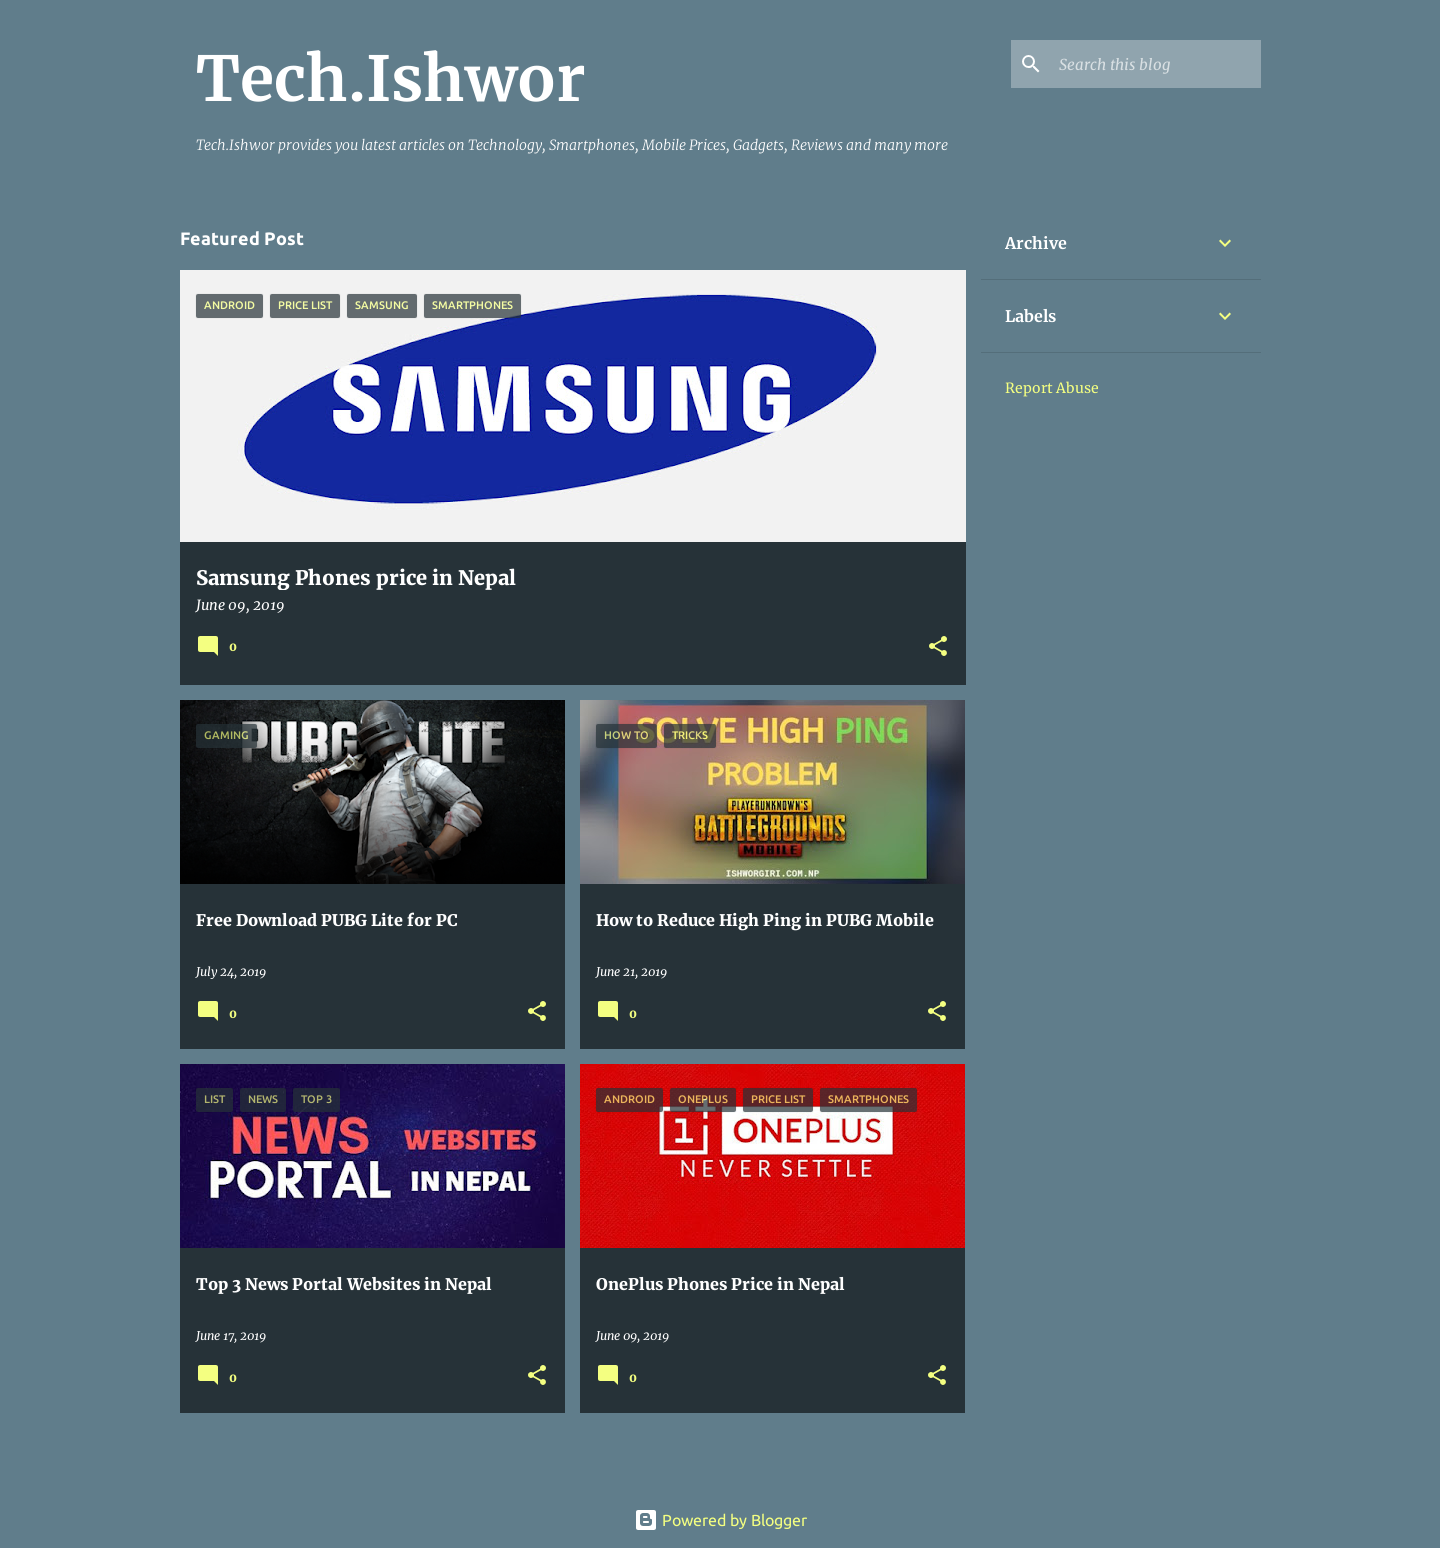 Tech.Ishwor
Search this blog
Tech.Ishwor provides you latest articles on Technology, Smartphones, Mobile Prices, Gadgets, Reviews and many more
Featured Post
ANDROID PRICE LIST SAMSUNG SMARTPHONES
SAMSUNG
Samsung Phones price in Nepal
June 09, 2019
0
Archive
Labels
Report Abuse
GAMING
PUBG LITE
Free Download PUBG Lite for PC
July 24, 2019
0
HOW TO TRICKS
SOLVE HIGH PING
PROBLEM
PLAYERUNKNOWN'S
BATTLEGROUNDS
MOBILE
ISHWORGIRI.COM.NP
How to Reduce High Ping in PUBG Mobile
June 21, 2019
0
LIST NEWS TOP 3
NEWS WEBSITES
PORTAL IN NEPAL
Top 3 News Portal Websites in Nepal
June 17, 2019
0
ANDROID ONEPLUS PRICE LIST SMARTPHONES
1+ ONEPLUS
NEVER SETTLE
OnePlus Phones Price in Nepal
June 09, 2019
0
Powered by Blogger